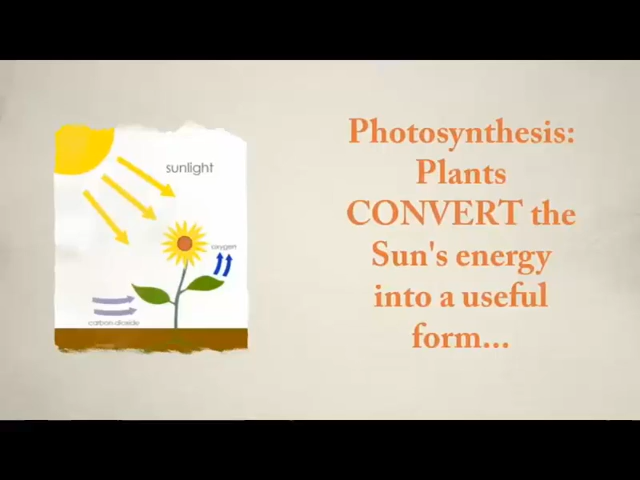 sunlight
oxygen
carbon dioxide
Photosynthesis:
Plants
CONVERT the
Sun's energy
into a useful
form...